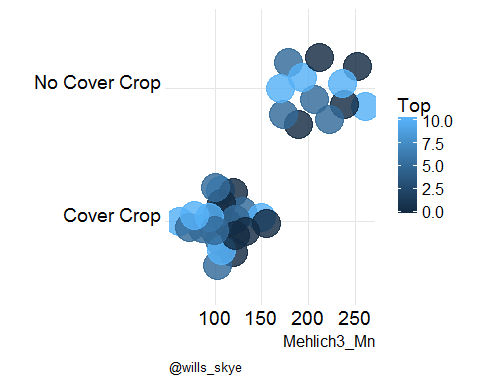 No Cover Crop
Cover Crop
Top
10.0
7.5
5.0
2.5
0.0
100 150 200 250
Mehlich3_Mn
@wills_skye